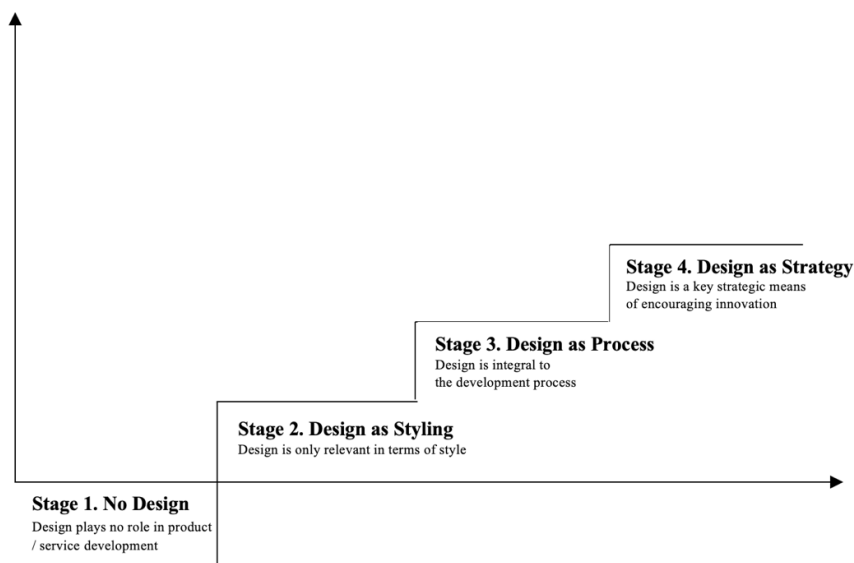 Stage 4. Design as Strategy
Design is a key strategic means
of encouraging innovation
Stage 3. Design as Process
Design is integral to
the development process
Stage 2. Design as Styling
Design is only relevant in terms of style
Stage 1. No Design
Design plays no role in product
/ service development